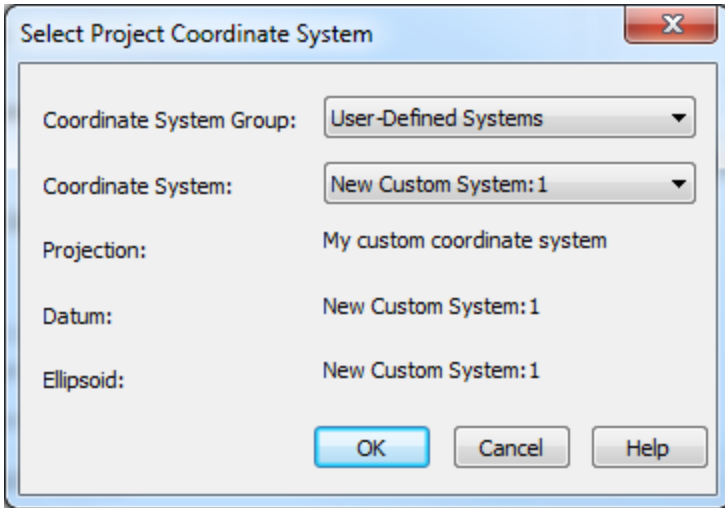 Select Project Coordinate System
Coordinate System Group: User-Defined Systems
Coordinate System: New Custom System:1
Projection: My custom coordinate system
Datum: New Custom System:1
Ellipsoid: New Custom System:1
OK Cancel Help